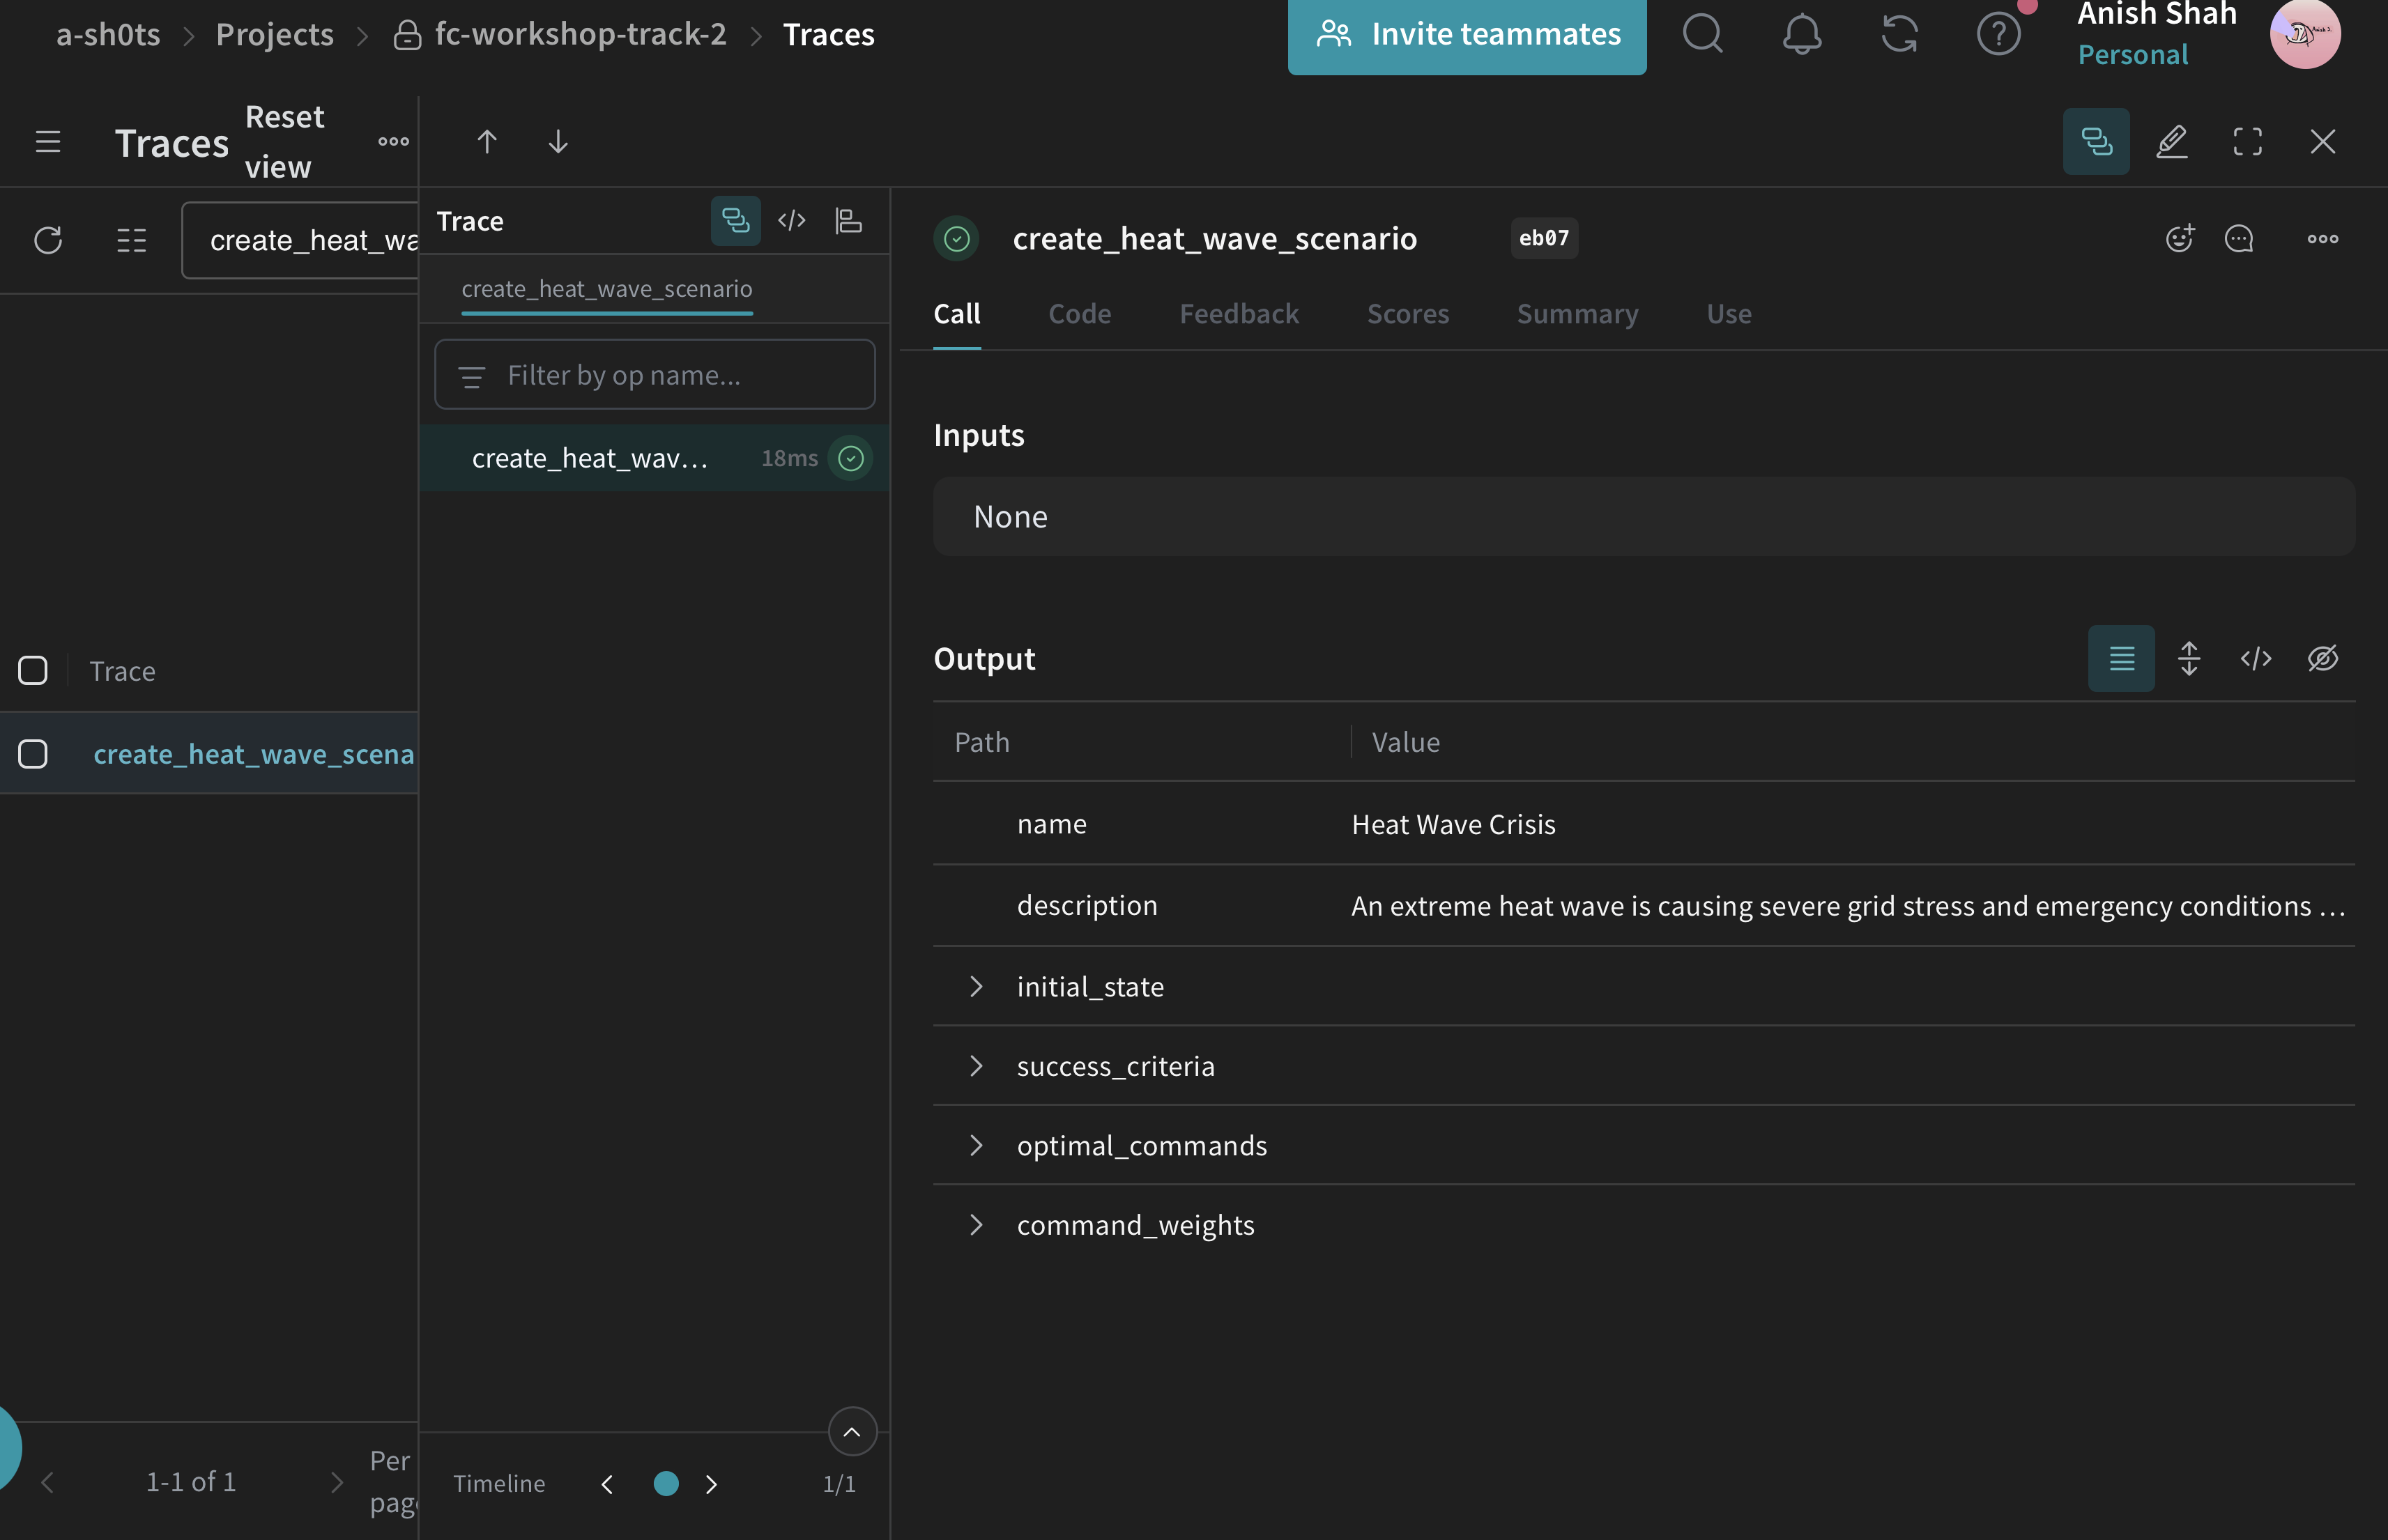 a-sh0ts > Projects > fc-workshop-track-2 > Traces
Invite teammates
Anish Shah
Personal
Traces
Reset view
create_heat_wa
Trace
create_heat_wave_scena
1-1 of 1
Per
page
Trace
create_heat_wave_scenario
Filter by op name...
create_heat_wav... 18ms
Timeline
1/1
create_heat_wave_scenario eb07
Call Code Feedback Scores Summary Use
Inputs
None
Output
Path Value
name Heat Wave Crisis
description An extreme heat wave is causing severe grid stress and emergency conditions ...
initial_state
success_criteria
optimal_commands
command_weights